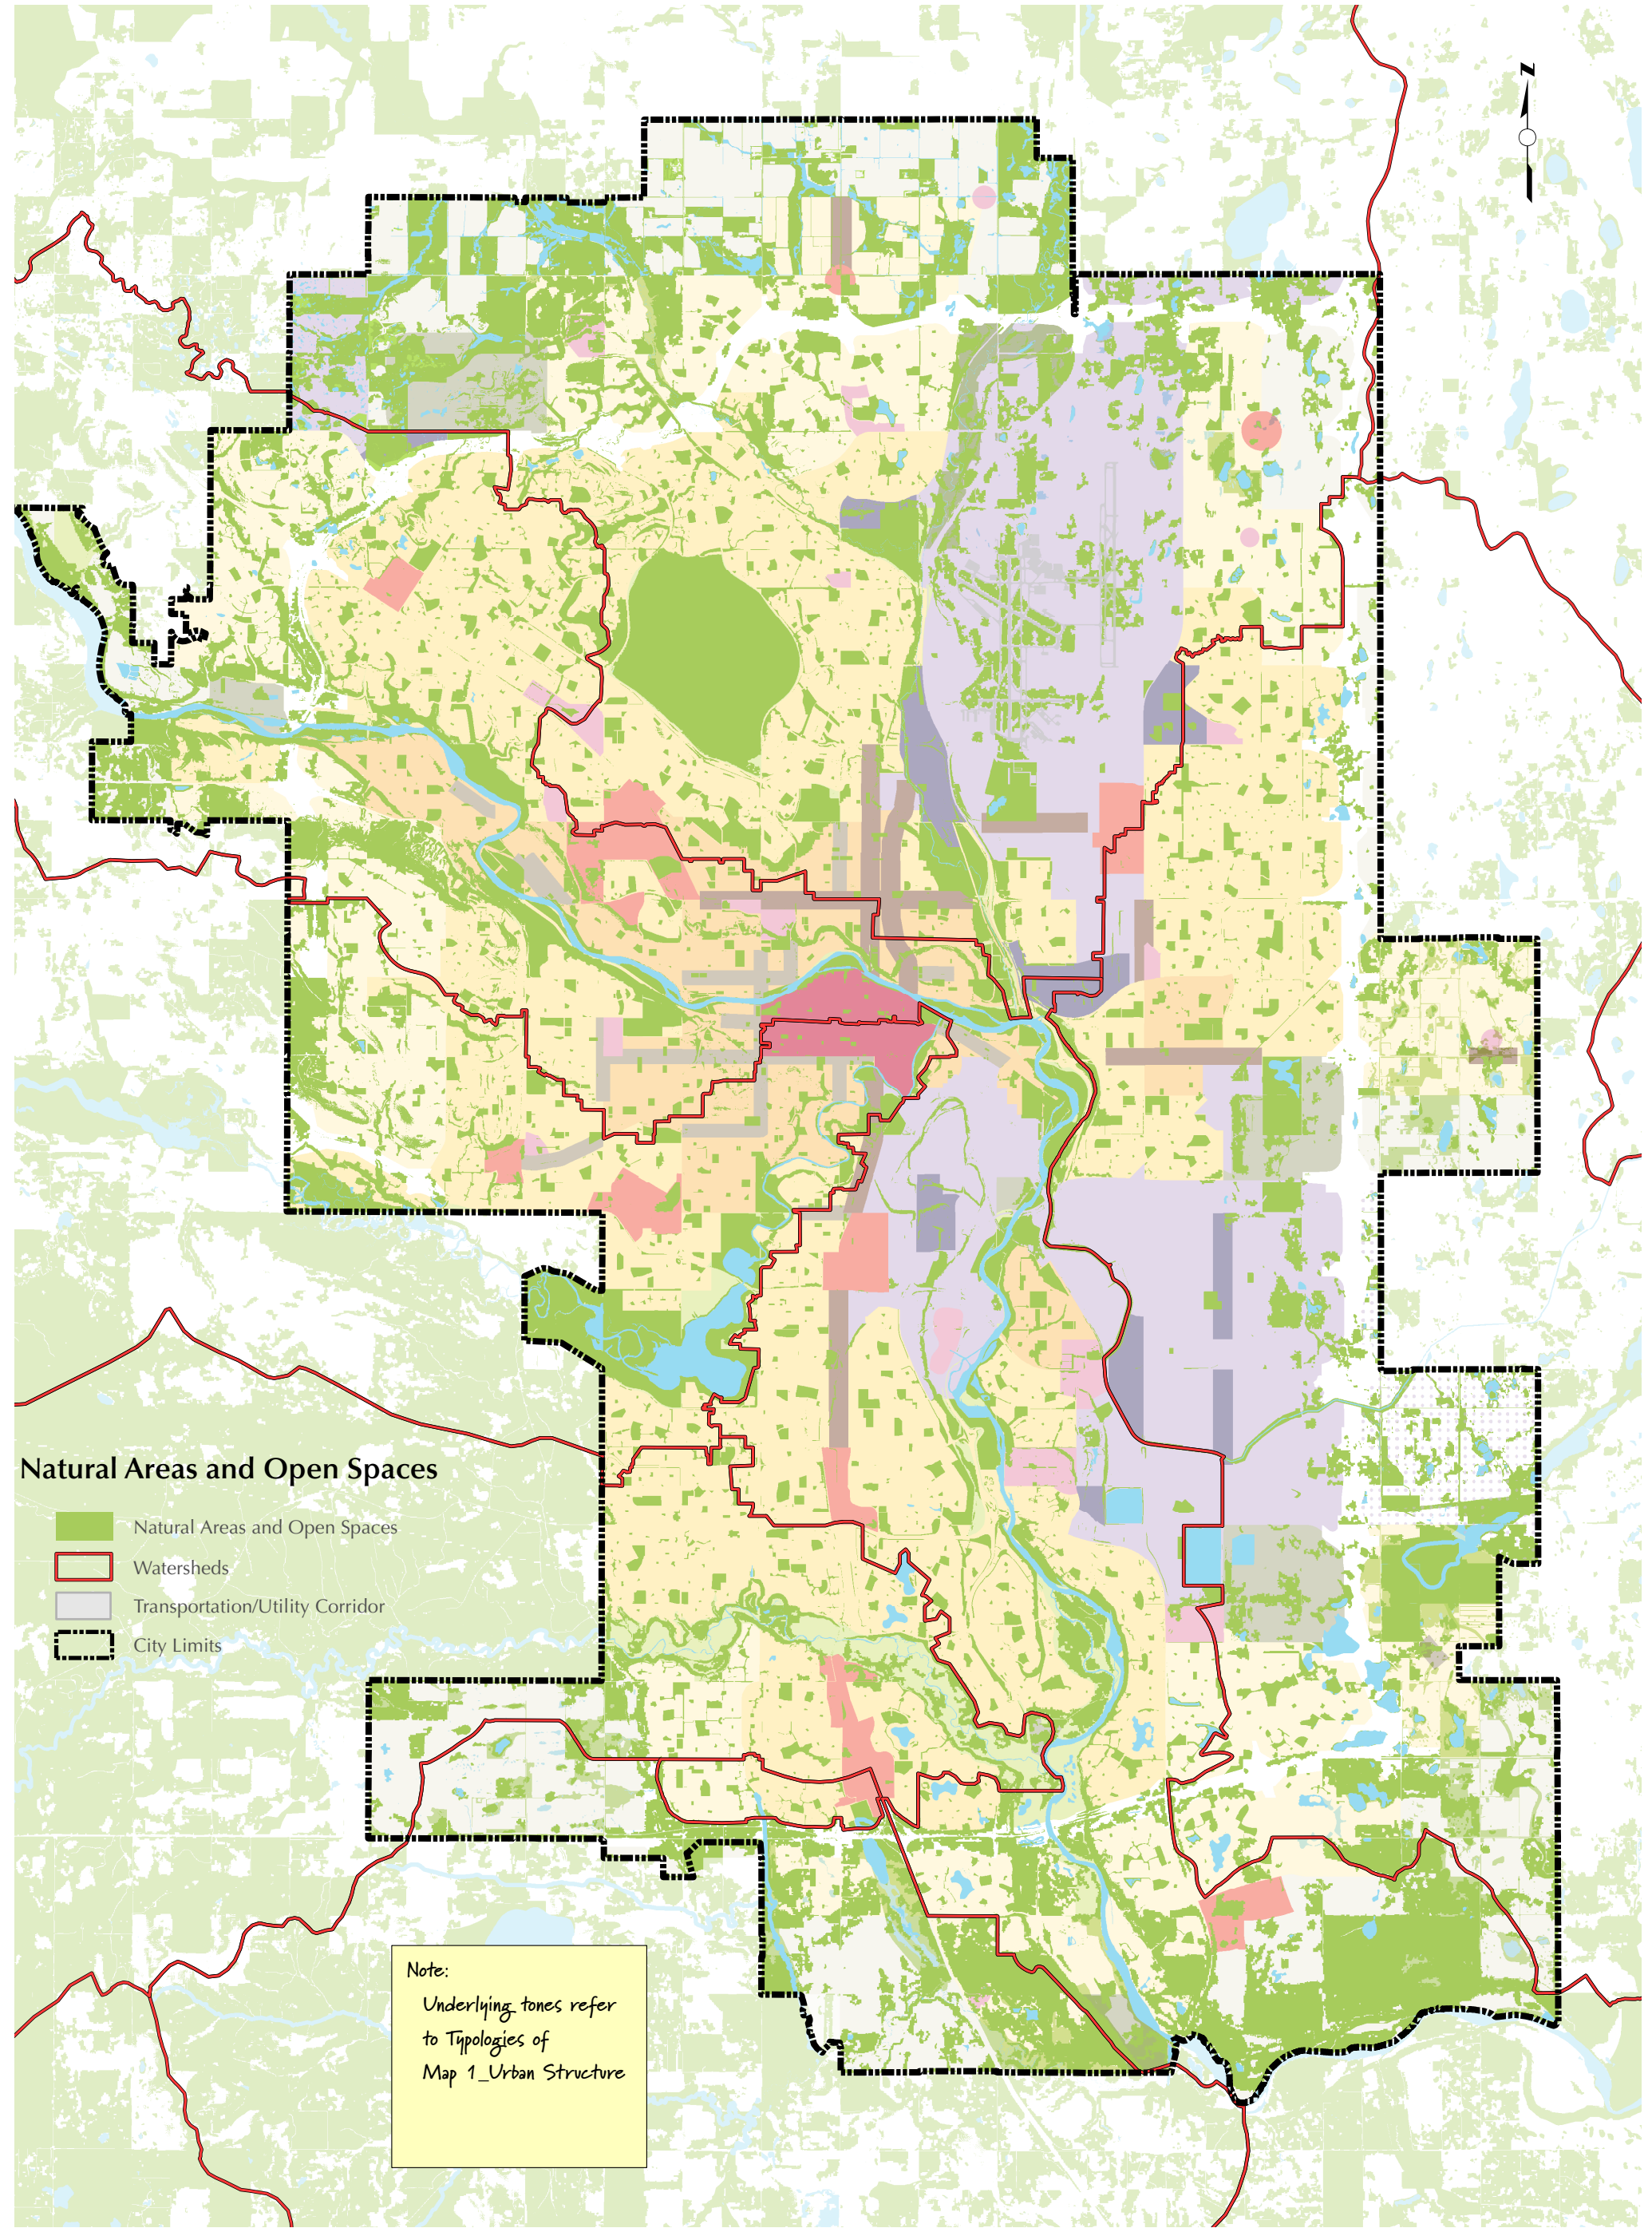 N
Natural Areas and Open Spaces
Natural Areas and Open Spaces
Watersheds
Transportation/Utility Corridor
City Limits
Note:
Underlying tones refer
to Typologies of
Map 1_Urban Structure